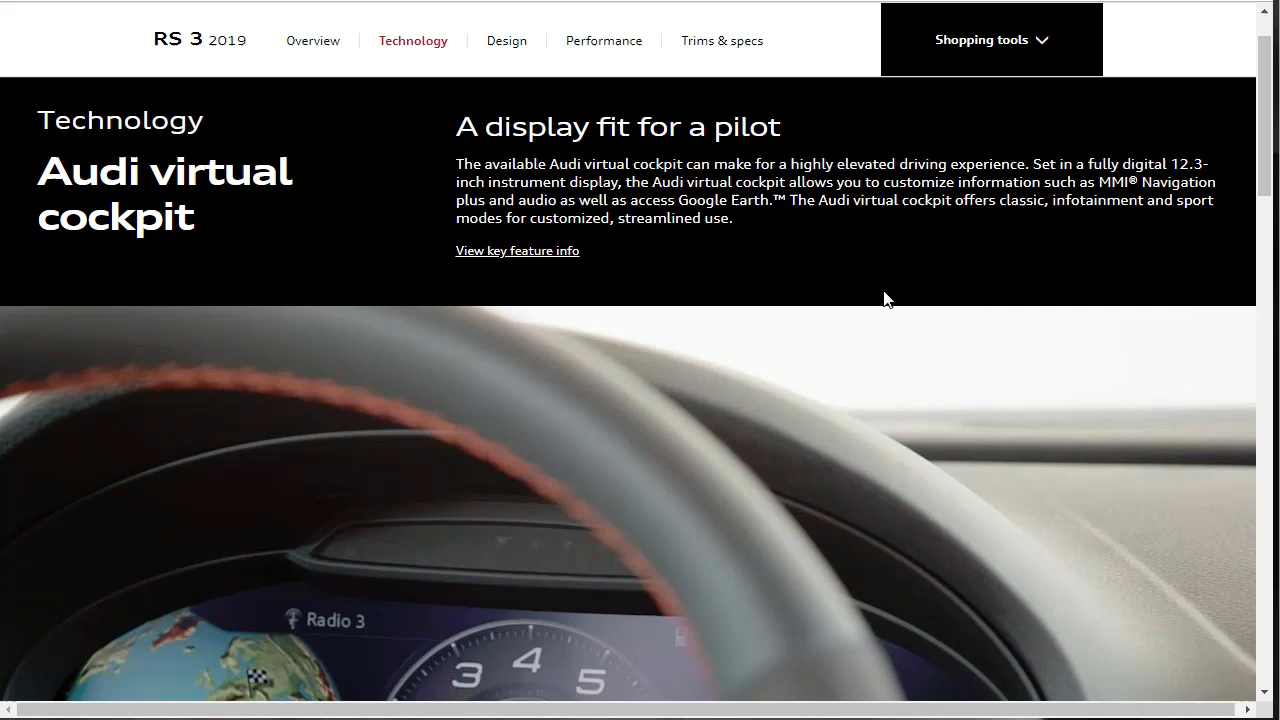 RS 3 2019 Overview Technology Design Performance Trims & specs Shopping tools
Technology
Audi virtual
cockpit
A display fit for a pilot
The available Audi virtual cockpit can make for a highly elevated driving experience. Set in a fully digital 12.3-
inch instrument display, the Audi virtual cockpit allows you to customize information such as MMI® Navigation
plus and audio as well as access Google Earth.™ The Audi virtual cockpit offers classic, infotainment and sport
modes for customized, streamlined use.
View key feature info
Radio 3
3 4 5